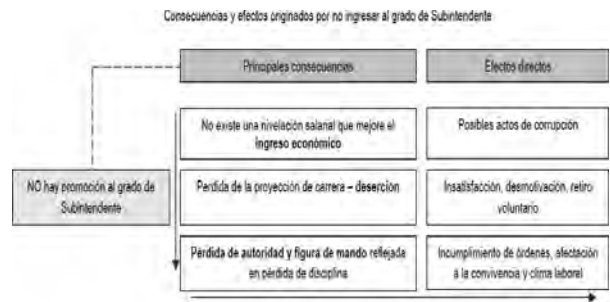 Consecuencias y efectos originados por no ingresar al grado de Subintendente
Principales consecuencias
Efectos directos
No existe una nivelación salarial que mejore el
ingreso económico
Posibles actos de corrupción
NO hay promoción al grado de
Subintendente
Perdida de la proyección de carrera – deserción
Insatisfacción, desmotivación, retiro
voluntario
Pérdida de autoridad y figura de mando reflejada
en pérdida de disciplina
Incumplimiento de órdenes, afectación
a la convivencia y clima laboral